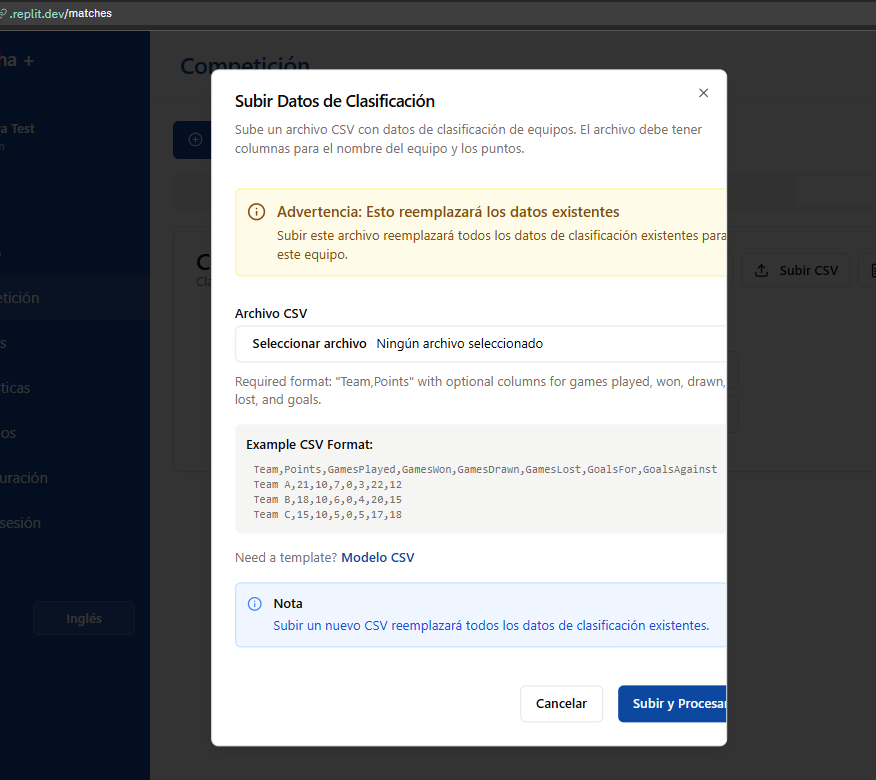 .replit.dev/matches
ha +
Competición
a Test
Subir Datos de Clasificación
Sube un archivo CSV con datos de clasificación de equipos. El archivo debe tener
columnas para el nombre del equipo y los puntos.
Advertencia: Esto reemplazará los datos existentes
Subir este archivo reemplazará todos los datos de clasificación existentes para
este equipo.
C
Cla
Subir CSV
etición
s
ticas
os
uración
sesión
Inglés
Archivo CSV
Seleccionar archivo Ningún archivo seleccionado
Required format: "Team,Points" with optional columns for games played, won, drawn,
lost, and goals.
Example CSV Format:
Team,Points,GamesPlayed,GamesWon,GamesDrawn,GamesLost,GoalsFor,GoalsAgainst
Team A,21,10,7,0,3,22,12
Team B,18,10,6,0,4,20,15
Team C,15,10,5,0,5,17,18
Need a template? Modelo CSV
Nota
Subir un nuevo CSV reemplazará todos los datos de clasificación existentes.
Cancelar
Subir y Procesar